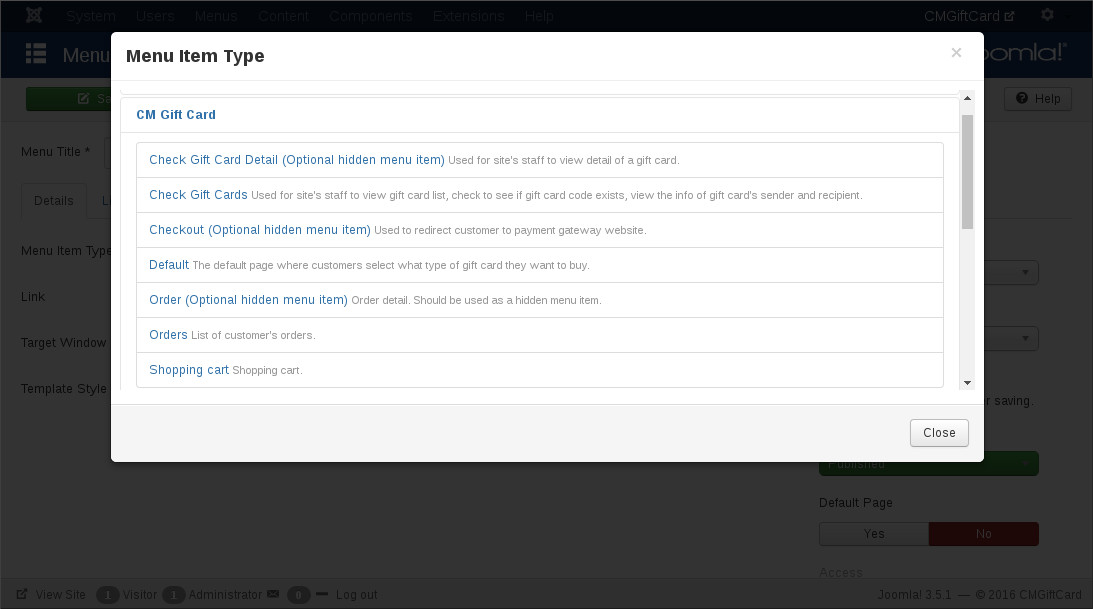 System Users Menus Content Components Extensions Help CMGiftCard
Menu
Joomla!
Menu Item Type ×
Help
CM Gift Card
Menu Title *
Check Gift Card Detail (Optional hidden menu item) Used for site's staff to view detail of a gift card.
Details
Check Gift Cards Used for site's staff to view gift card list, check to see if gift card code exists, view the info of gift card's sender and recipient.
Checkout (Optional hidden menu item) Used to redirect customer to payment gateway website.
Menu Item Type
Default The default page where customers select what type of gift card they want to buy.
Link
Order (Optional hidden menu item) Order detail. Should be used as a hidden menu item.
Orders List of customer's orders.
Target Window
Shopping cart Shopping cart.
Template Style
saving.
Close
Published
Default Page
Yes No
Access
View Site 1 Visitor 1 Administrator 0 Log out Joomla! 3.5.1 — © 2016 CMGiftCard